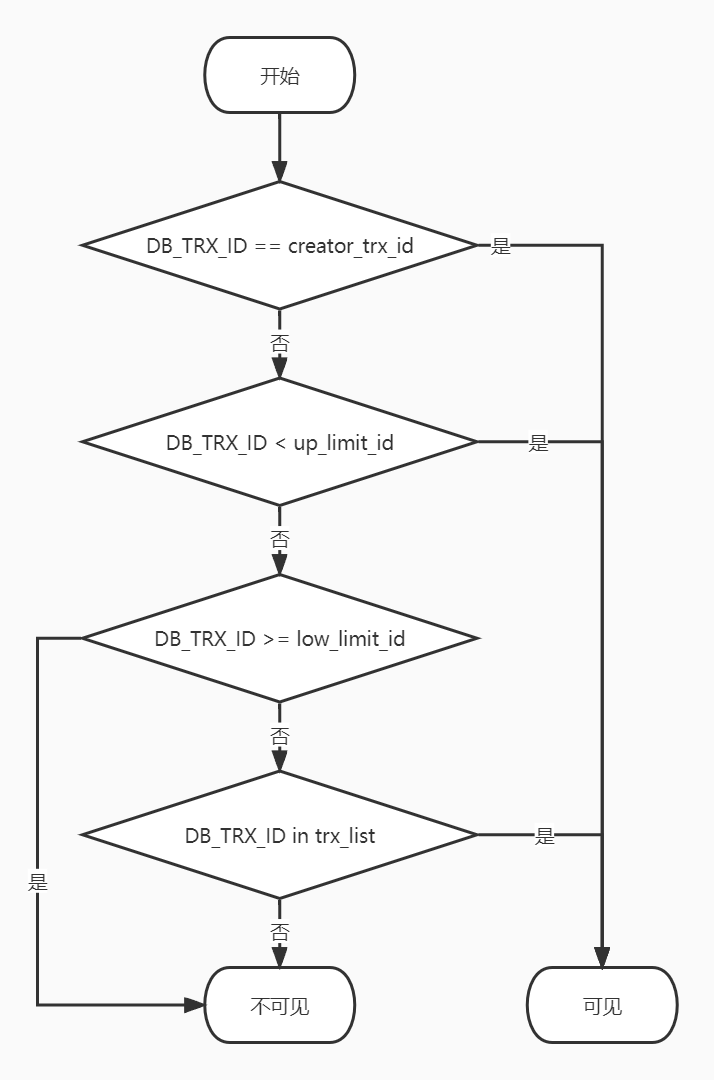 开始
DB_TRX_ID == creator_trx_id
是
否
DB_TRX_ID < up_limit_id
是
否
DB_TRX_ID >= low_limit_id
否
DB_TRX_ID in trx_list
是
是
否
不可见
可见